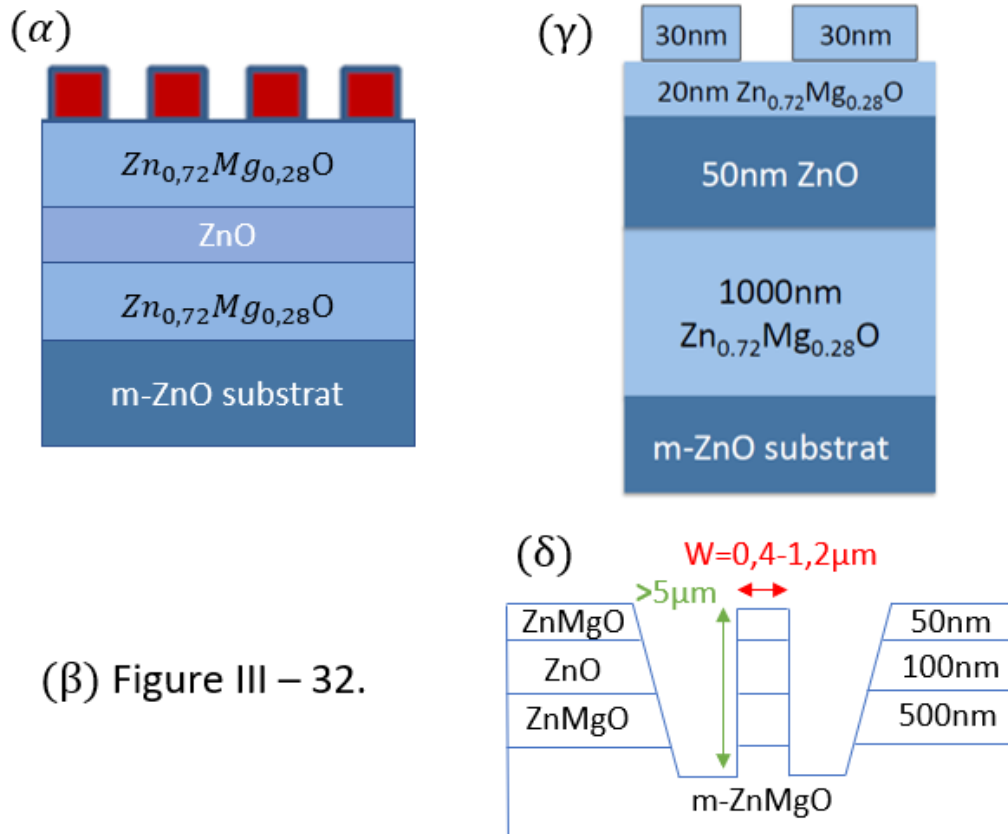 (α)
Zn0,72Mg0,28O
ZnO
Zn0,72Mg0,28O
m-ZnO substrat
(γ)
30nm 30nm
20nm Zn0.72Mg0.28O
50nm ZnO
1000nm
Zn0.72Mg0.28O
m-ZnO substrat
(β) Figure III – 32.
(δ)
W=0,4-1,2µm
>5µm
ZnMgO 50nm
ZnO 100nm
ZnMgO 500nm
m-ZnMgO